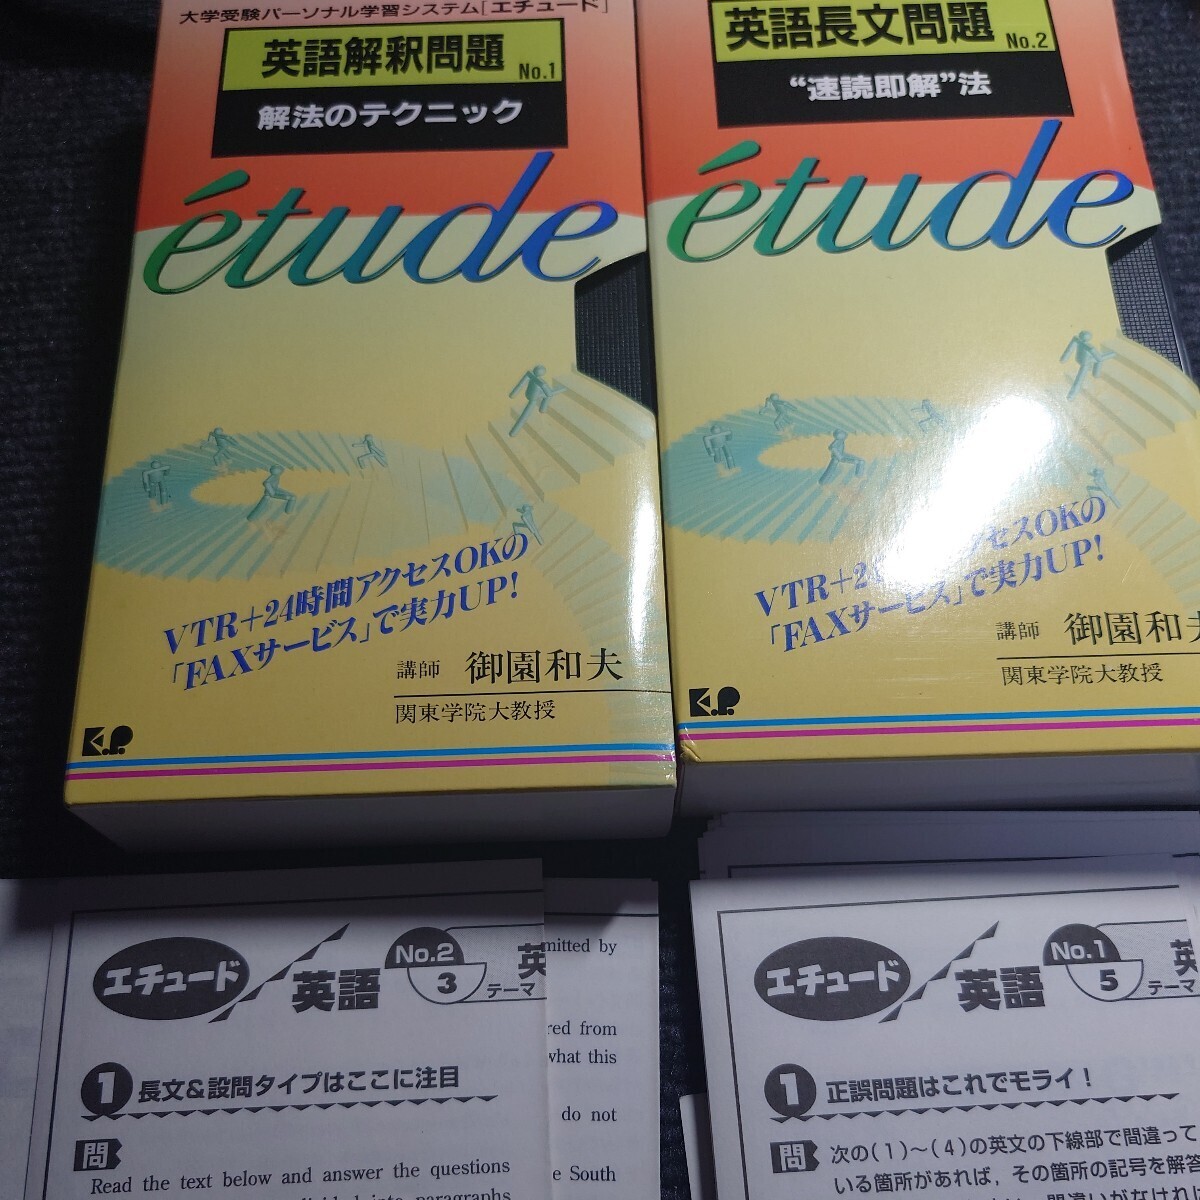 大学受験パーソナル学習システム[エチュード]
英語解釈問題 No.1
解法のテクニック
étude
VTR+24時間アクセスOKの
「FAXサービス」で実力UP!
講師 御園和夫
関東学院大教授
K.P.
英語長文問題 No.2
“速読即解”法
étude
VTR+2 セスOKの
「FAXサービス」で実力UP!
講師 御園和夫
関東学院大教授
K.P.
エチュード 英語 No.2 3 テーマ 英
1 長文&設問タイプはここに注目
問
Read the text below and answer the questions
mitted by
red from
what this
do not
e South
エチュード 英語 No.1 5 テーマ 英
1 正誤問題はこれでモライ!
問 次の(1)~(4)の英文の下線部で間違って
いる箇所があれば,その箇所の記号を解答